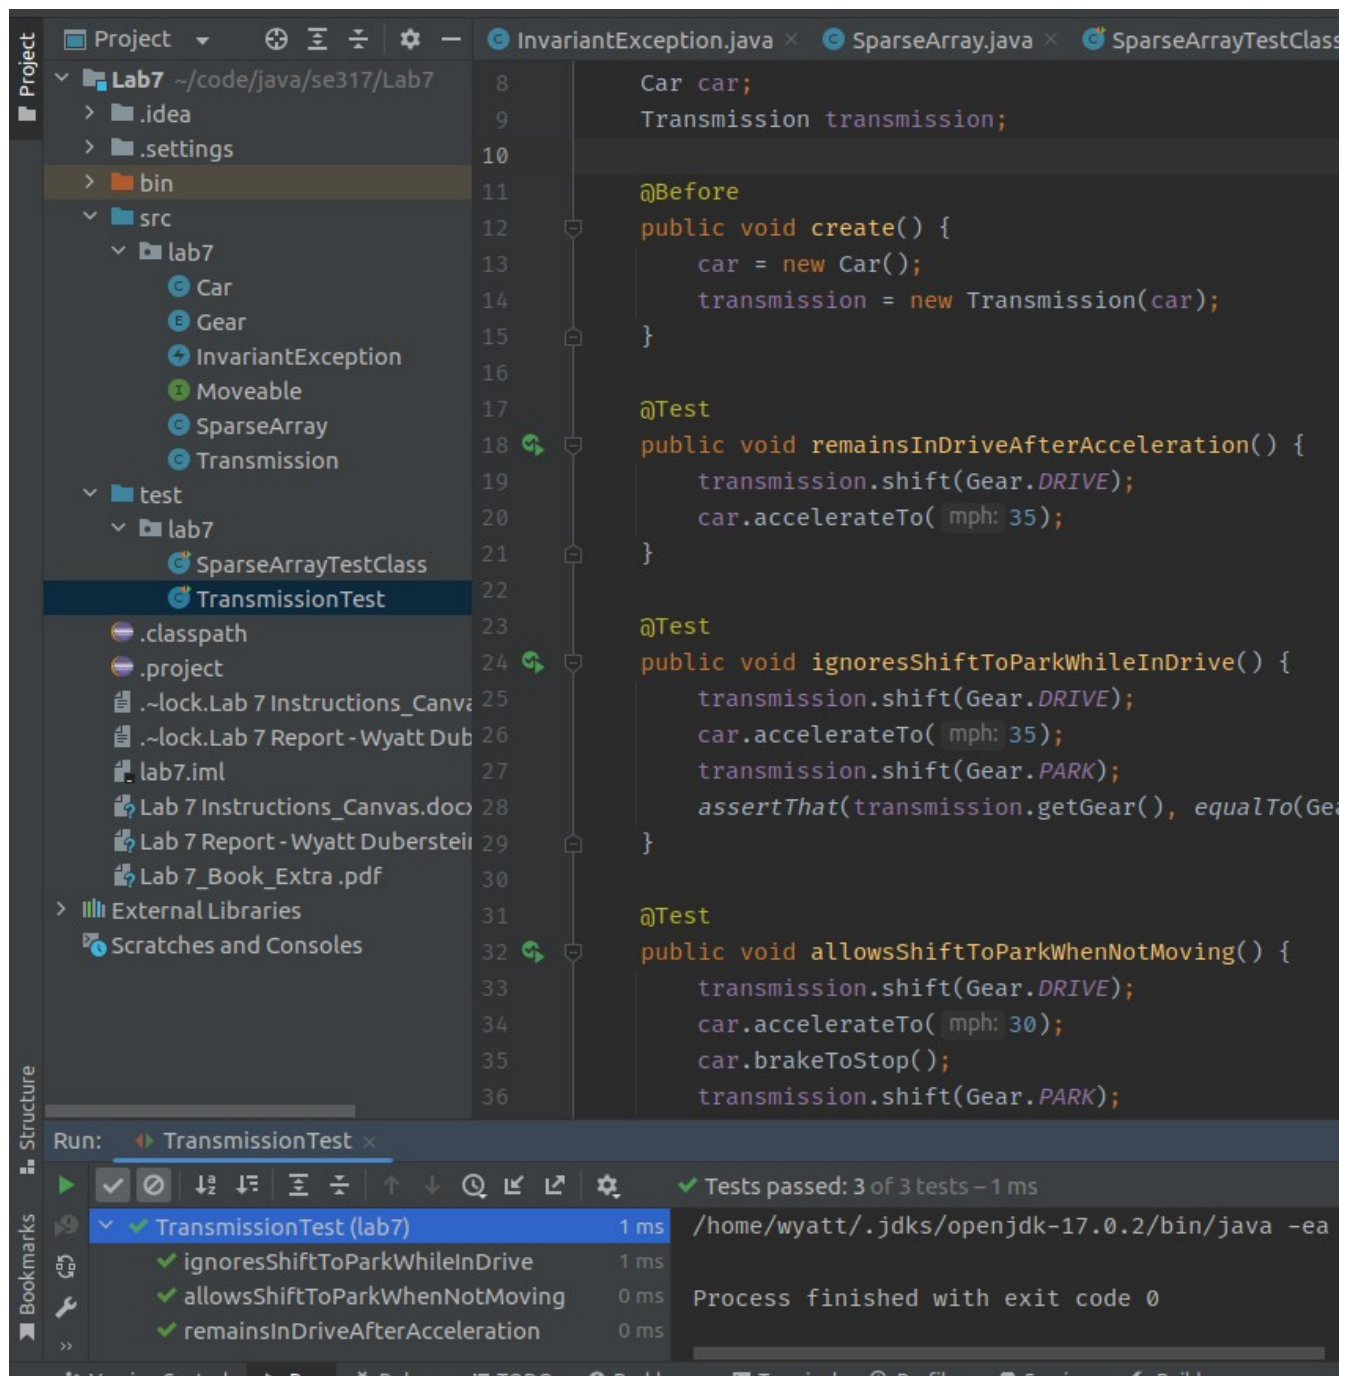 Project
Project
InvariantException.java
SparseArray.java
SparseArrayTestClass
Lab7 ~/code/java/se317/Lab7
.idea
.settings
bin
src
lab7
Car
Gear
InvariantException
Moveable
SparseArray
Transmission
test
lab7
SparseArrayTestClass
TransmissionTest
.classpath
.project
.~lock.Lab 7 Instructions_Canva
.~lock.Lab 7 Report - Wyatt Dub
lab7.iml
Lab 7 Instructions_Canvas.docx
Lab 7 Report - Wyatt Duberstei
Lab 7_Book_Extra .pdf
External Libraries
Scratches and Consoles
8 Car car;
9 Transmission transmission;
10
11 @Before
12 public void create() {
13 car = new Car();
14 transmission = new Transmission(car);
15 }
16
17 @Test
18 public void remainsInDriveAfterAcceleration() {
19 transmission.shift(Gear.DRIVE);
20 car.accelerateTo( mph: 35);
21 }
22
23 @Test
24 public void ignoresShiftToParkWhileInDrive() {
25 transmission.shift(Gear.DRIVE);
26 car.accelerateTo( mph: 35);
27 transmission.shift(Gear.PARK);
28 assertThat(transmission.getGear(), equalTo(Gea
29 }
30
31 @Test
32 public void allowsShiftToParkWhenNotMoving() {
33 transmission.shift(Gear.DRIVE);
34 car.accelerateTo( mph: 30);
35 car.brakeToStop();
36 transmission.shift(Gear.PARK);
Structure
Bookmarks
Run: TransmissionTest
Tests passed: 3 of 3 tests – 1 ms
TransmissionTest (lab7) 1 ms
ignoresShiftToParkWhileInDrive 1 ms
allowsShiftToParkWhenNotMoving 0 ms
remainsInDriveAfterAcceleration 0 ms
/home/wyatt/.jdks/openjdk-17.0.2/bin/java -ea
Process finished with exit code 0